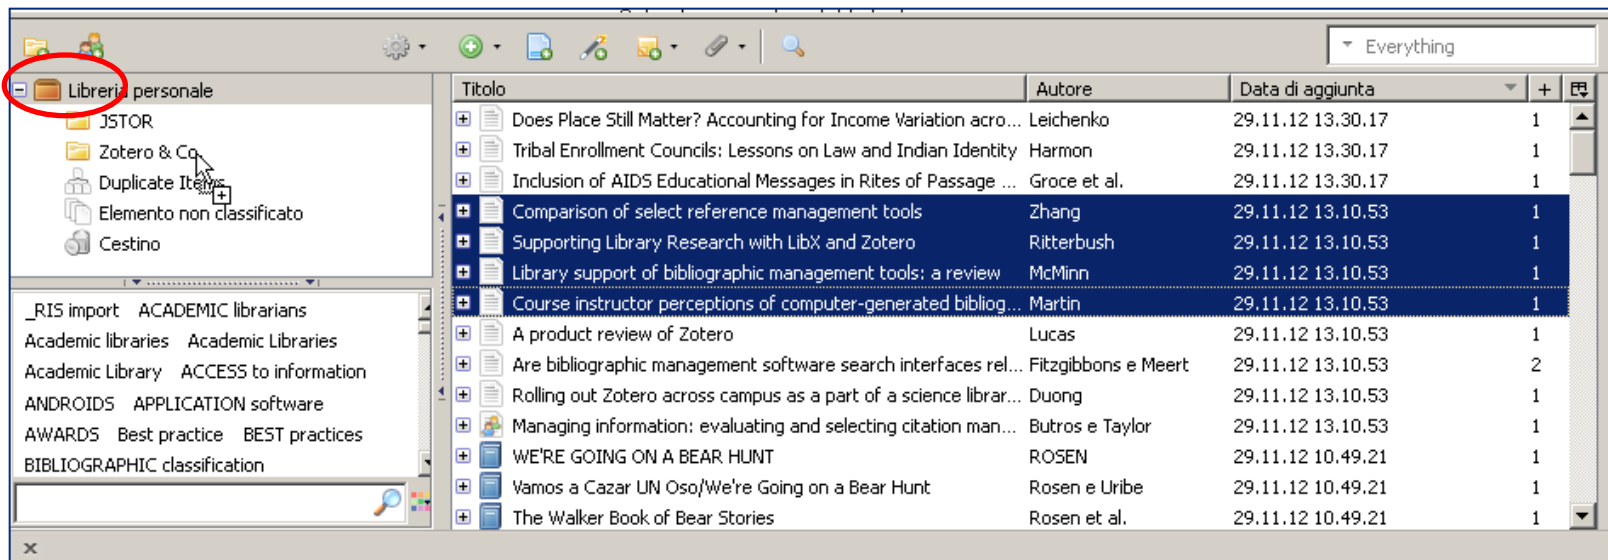 Everything
Libreria personale
JSTOR
Zotero & Co.
Duplicate Items
Elemento non classificato
Cestino
_RIS import ACADEMIC librarians
Academic libraries Academic Libraries
Academic Library ACCESS to information
ANDROIDS APPLICATION software
AWARDS Best practice BEST practices
BIBLIOGRAPHIC classification
Titolo Autore Data di aggiunta +
Does Place Still Matter? Accounting for Income Variation acro... Leichenko 29.11.12 13.30.17 1
Tribal Enrollment Councils: Lessons on Law and Indian Identity Harmon 29.11.12 13.30.17 1
Inclusion of AIDS Educational Messages in Rites of Passage ... Groce et al. 29.11.12 13.30.17 1
Comparison of select reference management tools Zhang 29.11.12 13.10.53 1
Supporting Library Research with LibX and Zotero Ritterbush 29.11.12 13.10.53 1
Library support of bibliographic management tools: a review McMinn 29.11.12 13.10.53 1
Course instructor perceptions of computer-generated bibliog... Martin 29.11.12 13.10.53 1
A product review of Zotero Lucas 29.11.12 13.10.53 1
Are bibliographic management software search interfaces rel... Fitzgibbons e Meert 29.11.12 13.10.53 2
Rolling out Zotero across campus as a part of a science librar... Duong 29.11.12 13.10.53 1
Managing information: evaluating and selecting citation man... Butros e Taylor 29.11.12 13.10.53 1
WE'RE GOING ON A BEAR HUNT ROSEN 29.11.12 10.49.21 1
Vamos a Cazar UN Oso/We're Going on a Bear Hunt Rosen e Uribe 29.11.12 10.49.21 1
The Walker Book of Bear Stories Rosen et al. 29.11.12 10.49.21 1